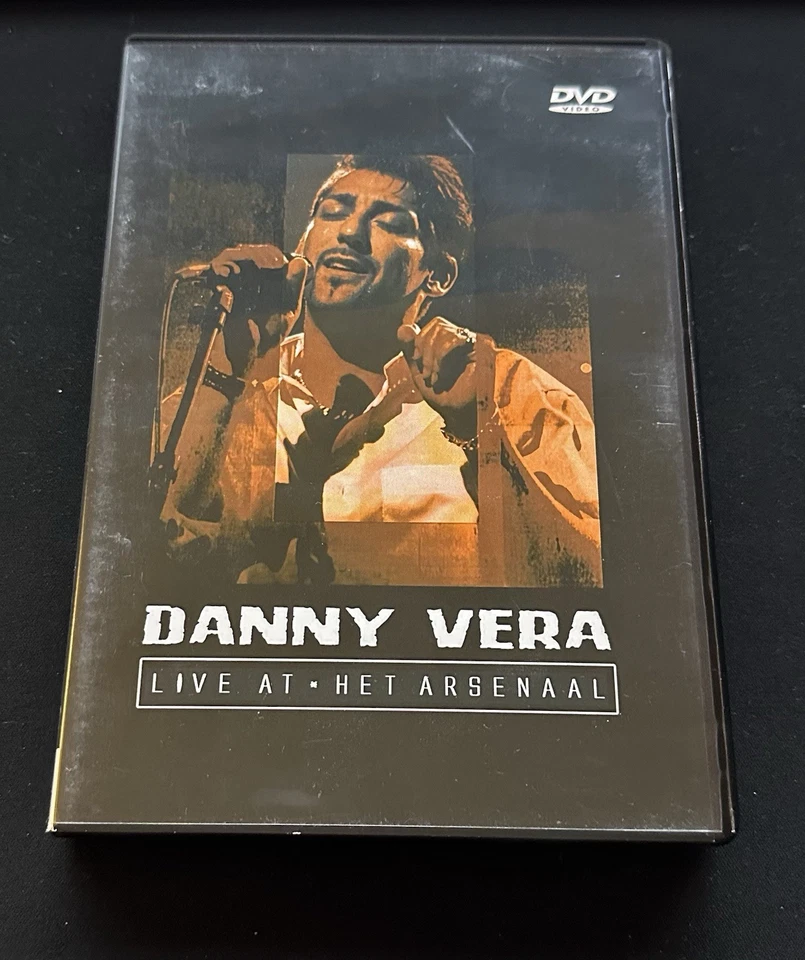 DVD
VIDEO
DANNY VERA
LIVE AT * HET ARSENAAL